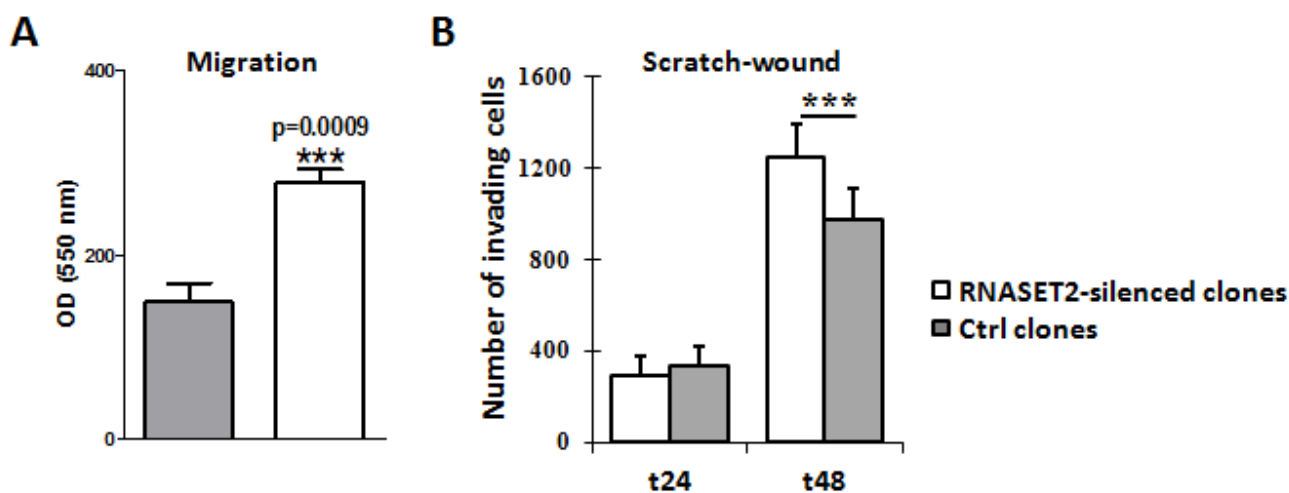 A
Migration
400
200
0
OD (550 nm)
p=0.0009
***
B
Scratch-wound
1600
1200
800
400
0
Number of invading cells
***
t24
t48
RNASET2-silenced clones
Ctrl clones